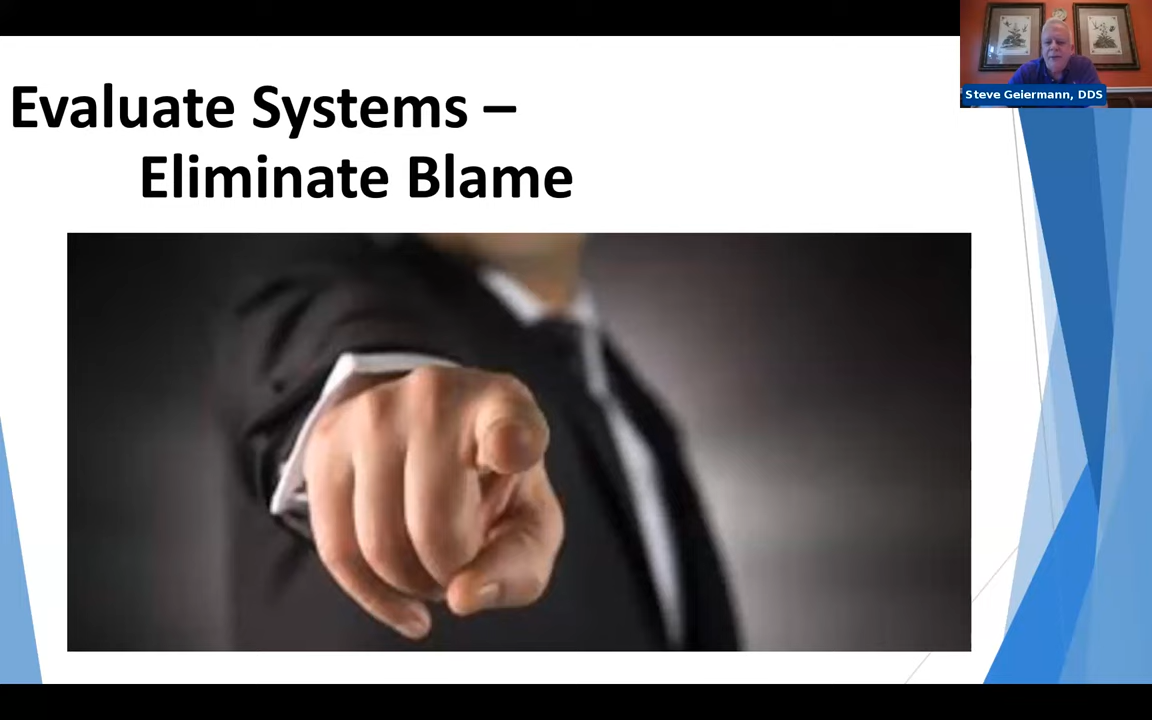 Evaluate Systems –
Eliminate Blame
Steve Geiermann, DDS